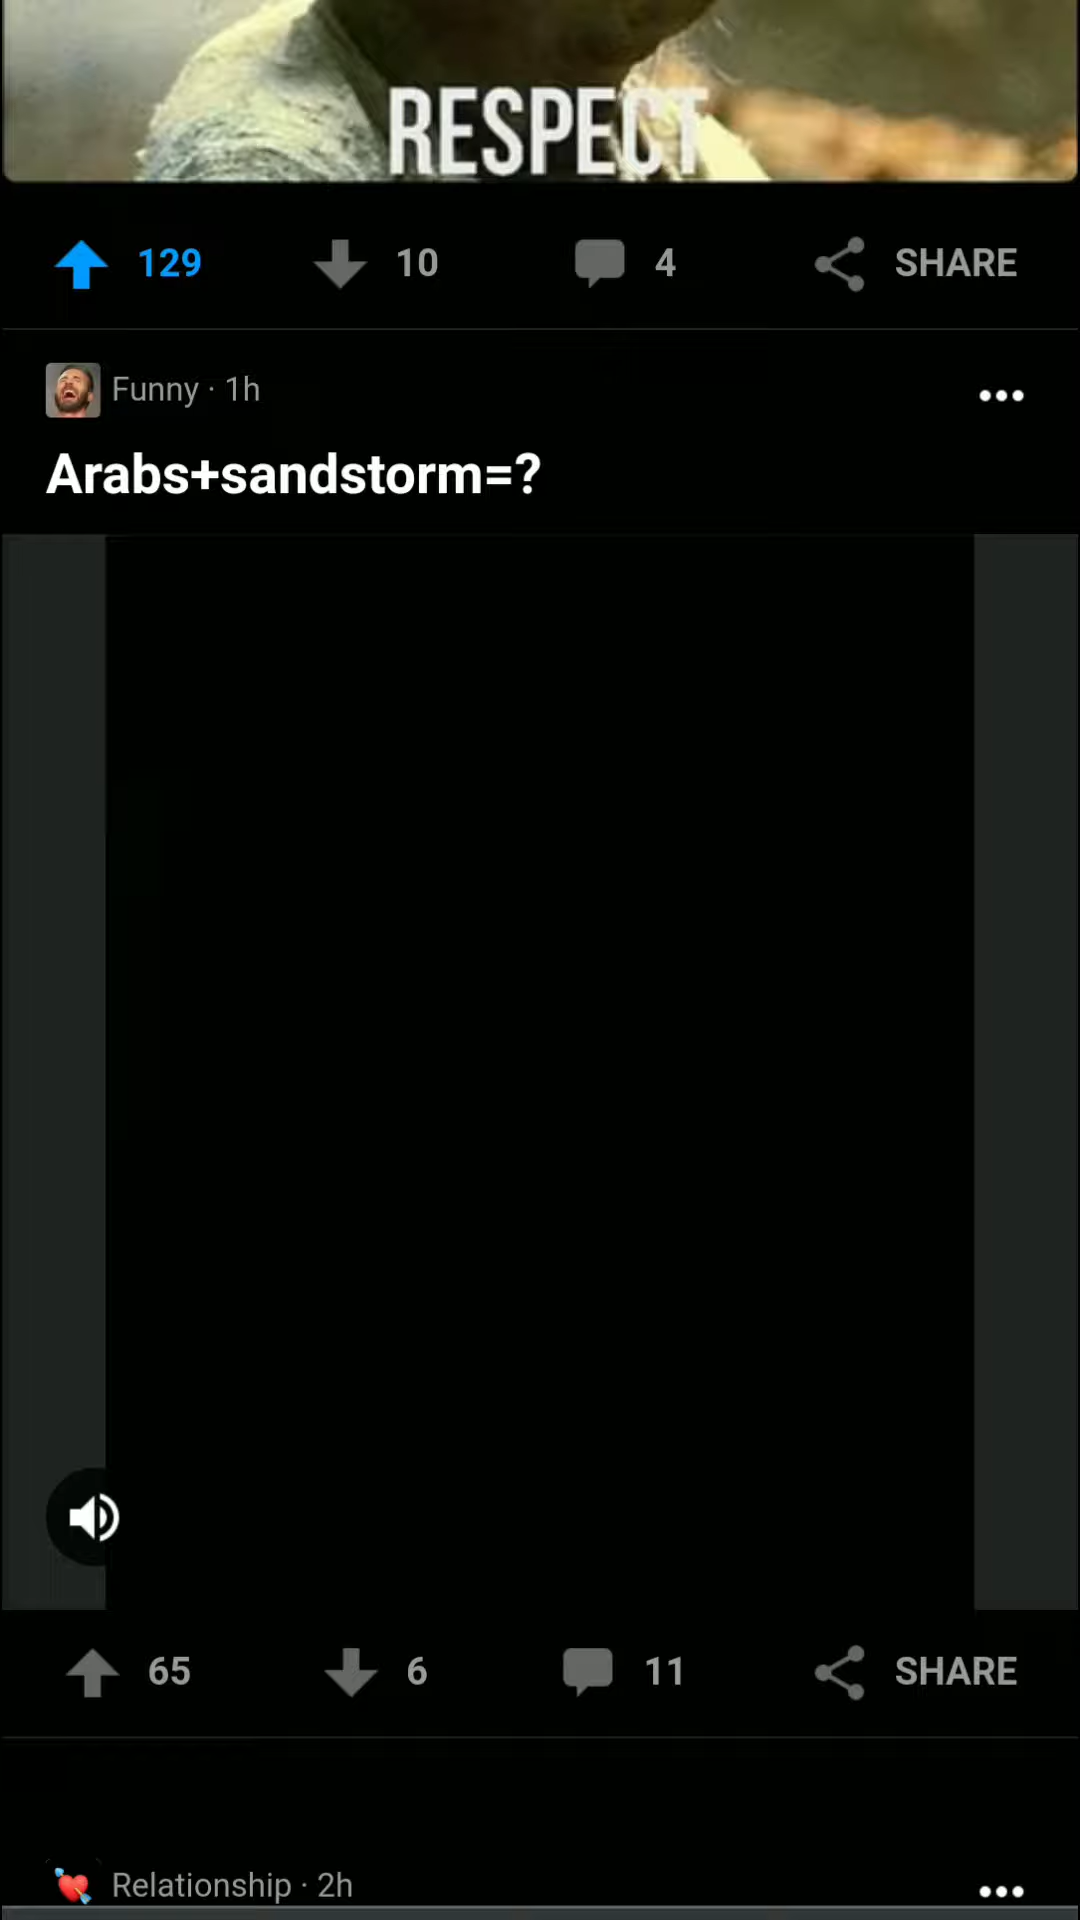 RESPECT
129 10 4 SHARE
Funny · 1h
Arabs+sandstorm=?
65 6 11 SHARE
Relationship · 2h